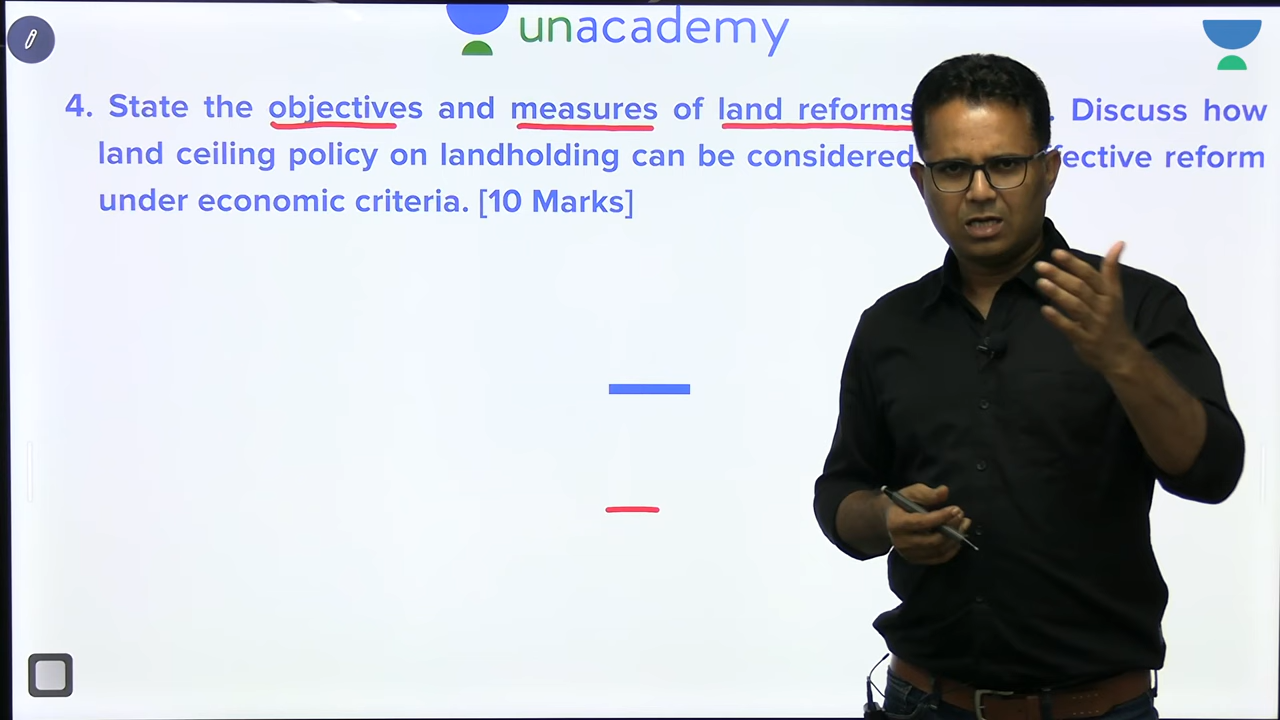 unacademy
4. State the objectives and measures of land reforms . Discuss how
land ceiling policy on landholding can be considered fective reform
under economic criteria. [10 Marks]